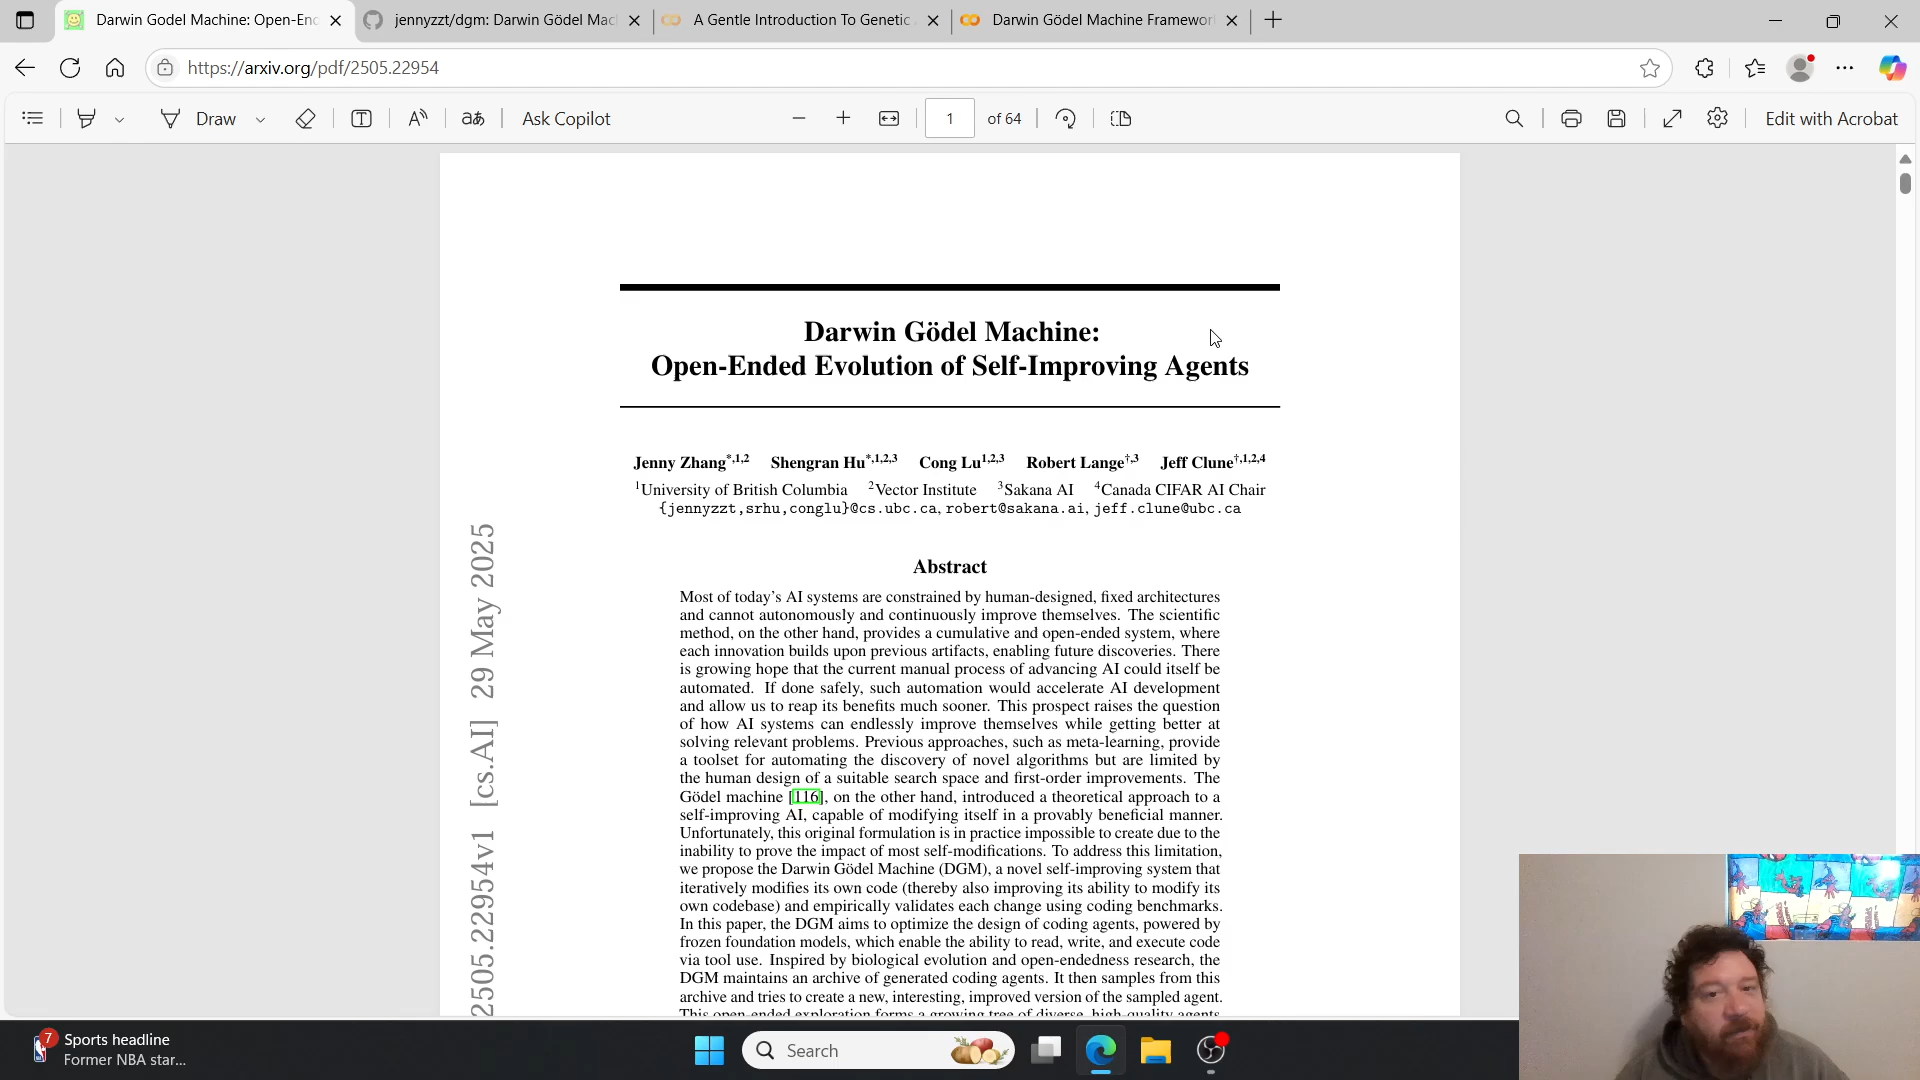 Darwin Godel Machine: Open-Enc
jennyzzt/dgm: Darwin Gödel Mac
A Gentle Introduction To Genetic
Darwin Gödel Machine Framewor
https://arxiv.org/pdf/2505.22954
Draw
Ask Copilot
1
of 64
Edit with Acrobat
Darwin Gödel Machine:
Open-Ended Evolution of Self-Improving Agents
Jenny Zhang*,1,2 Shengran Hu*,1,2,3 Cong Lu1,2,3 Robert Lange†,3 Jeff Clune†,1,2,4
1University of British Columbia 2Vector Institute 3Sakana AI 4Canada CIFAR AI Chair
{jennyzzt,srhu,conglu}@cs.ubc.ca, robert@sakana.ai, jeff.clune@ubc.ca
Abstract
Most of today's AI systems are constrained by human-designed, fixed architectures
and cannot autonomously and continuously improve themselves. The scientific
method, on the other hand, provides a cumulative and open-ended system, where
each innovation builds upon previous artifacts, enabling future discoveries. There
is growing hope that the current manual process of advancing AI could itself be
automated. If done safely, such automation would accelerate AI development
and allow us to reap its benefits much sooner. This prospect raises the question
of how AI systems can endlessly improve themselves while getting better at
solving relevant problems. Previous approaches, such as meta-learning, provide
a toolset for automating the discovery of novel algorithms but are limited by
the human design of a suitable search space and first-order improvements. The
Gödel machine [116], on the other hand, introduced a theoretical approach to a
self-improving AI, capable of modifying itself in a provably beneficial manner.
Unfortunately, this original formulation is in practice impossible to create due to the
inability to prove the impact of most self-modifications. To address this limitation,
we propose the Darwin Gödel Machine (DGM), a novel self-improving system that
iteratively modifies its own code (thereby also improving its ability to modify its
own codebase) and empirically validates each change using coding benchmarks.
In this paper, the DGM aims to optimize the design of coding agents, powered by
frozen foundation models, which enable the ability to read, write, and execute code
via tool use. Inspired by biological evolution and open-endedness research, the
DGM maintains an archive of generated coding agents. It then samples from this
archive and tries to create a new, interesting, improved version of the sampled agent.
This open-ended exploration forms a growing tree of diverse, high-quality agents
2505.22954v1 [cs.AI] 29 May 2025
7
Sports headline
Former NBA star...
Search